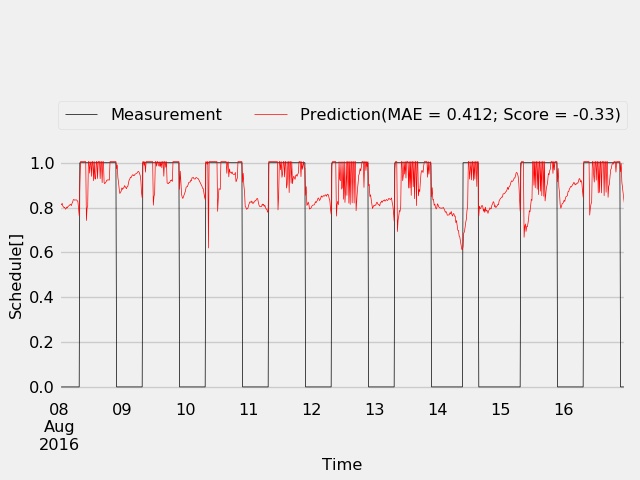 Measurement
Prediction(MAE = 0.412; Score = -0.33)
1.0
0.8
0.6
0.4
0.2
0.0
Schedule[]
08 09 10 11 12 13 14 15 16
Aug
2016
Time